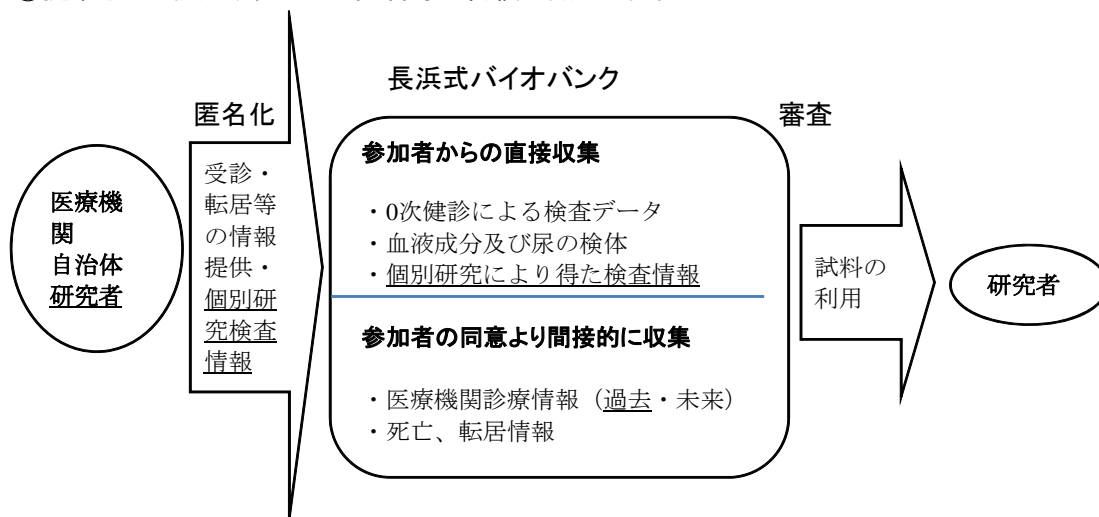 長浜式バイオバンク
匿名化
審査
医療機
関
自治体
研究者
受診・
転居等
の情報
提供・
個別研
究検査
情報
参加者からの直接収集
・0次健診による検査データ
・血液成分及び尿の検体
・個別研究により得た検査情報
参加者の同意より間接的に収集
・医療機関診療情報（過去・未来）
・死亡、転居情報
試料の
利用
研究者